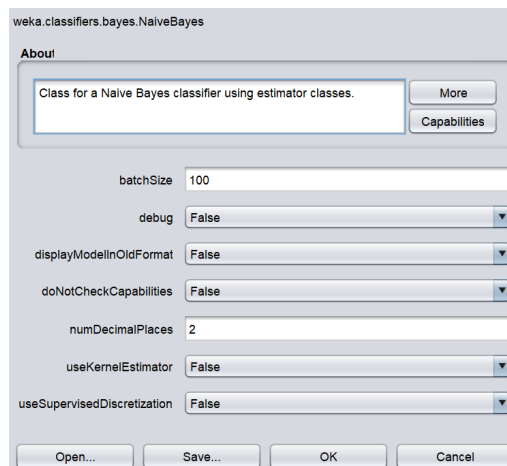 weka.classifiers.bayes.NaiveBayes
About
Class for a Naive Bayes classifier using estimator classes.
More
Capabilities
batchSize 100
debug False
displayModelInOldFormat False
doNotCheckCapabilities False
numDecimalPlaces 2
useKernelEstimator False
useSupervisedDiscretization False
Open... Save... OK Cancel